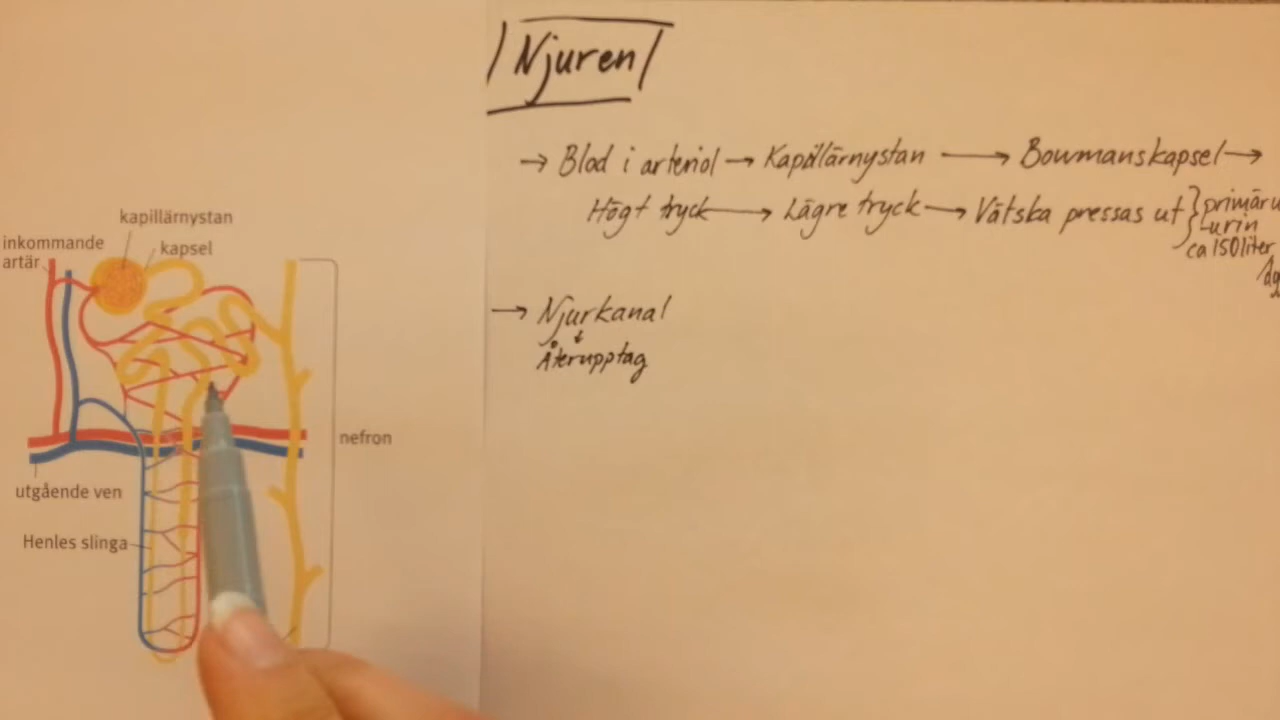 Njuren
→ Blod i arteriol → Kapillärnystan → Bowmanskapsel →
Högt tryck → Lägre tryck → Vätska pressas ut } primäru
urin
ca 150 liter
→ Njurkanal
↓
Återupptag
kapillärnystan
inkommande
artär
kapsel
nefron
utgående ven
Henles slinga